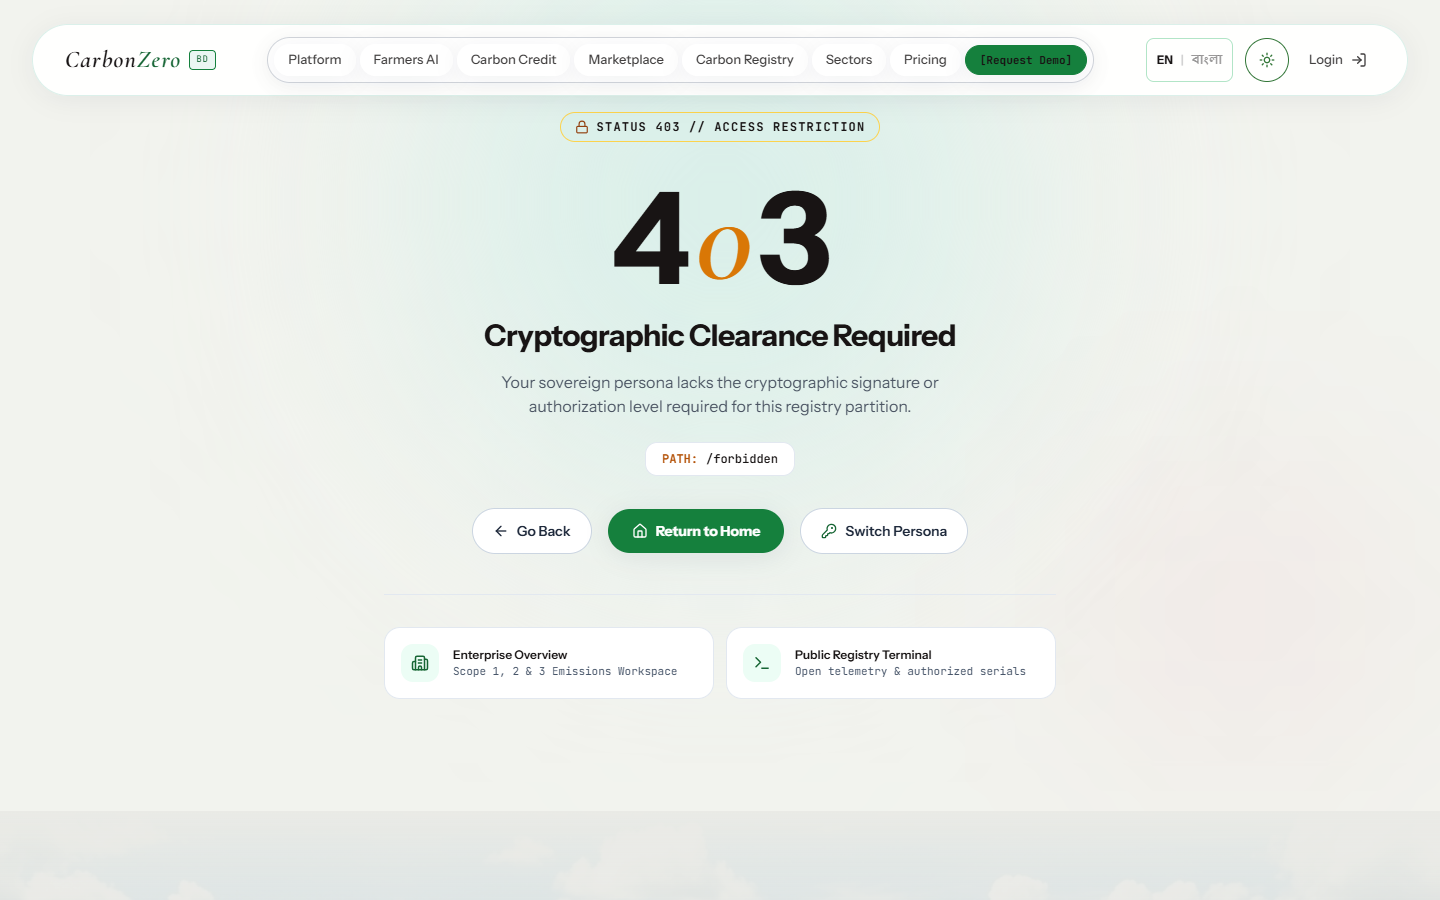 CarbonZero BD
Platform Farmers AI Carbon Credit Marketplace Carbon Registry Sectors Pricing [Request Demo]
EN | বাংলা
Login
STATUS 403 // ACCESS RESTRICTION
403
Cryptographic Clearance Required
Your sovereign persona lacks the cryptographic signature or
authorization level required for this registry partition.
PATH: /forbidden
Go Back
Return to Home
Switch Persona
Enterprise Overview
Scope 1, 2 & 3 Emissions Workspace
Public Registry Terminal
Open telemetry & authorized serials